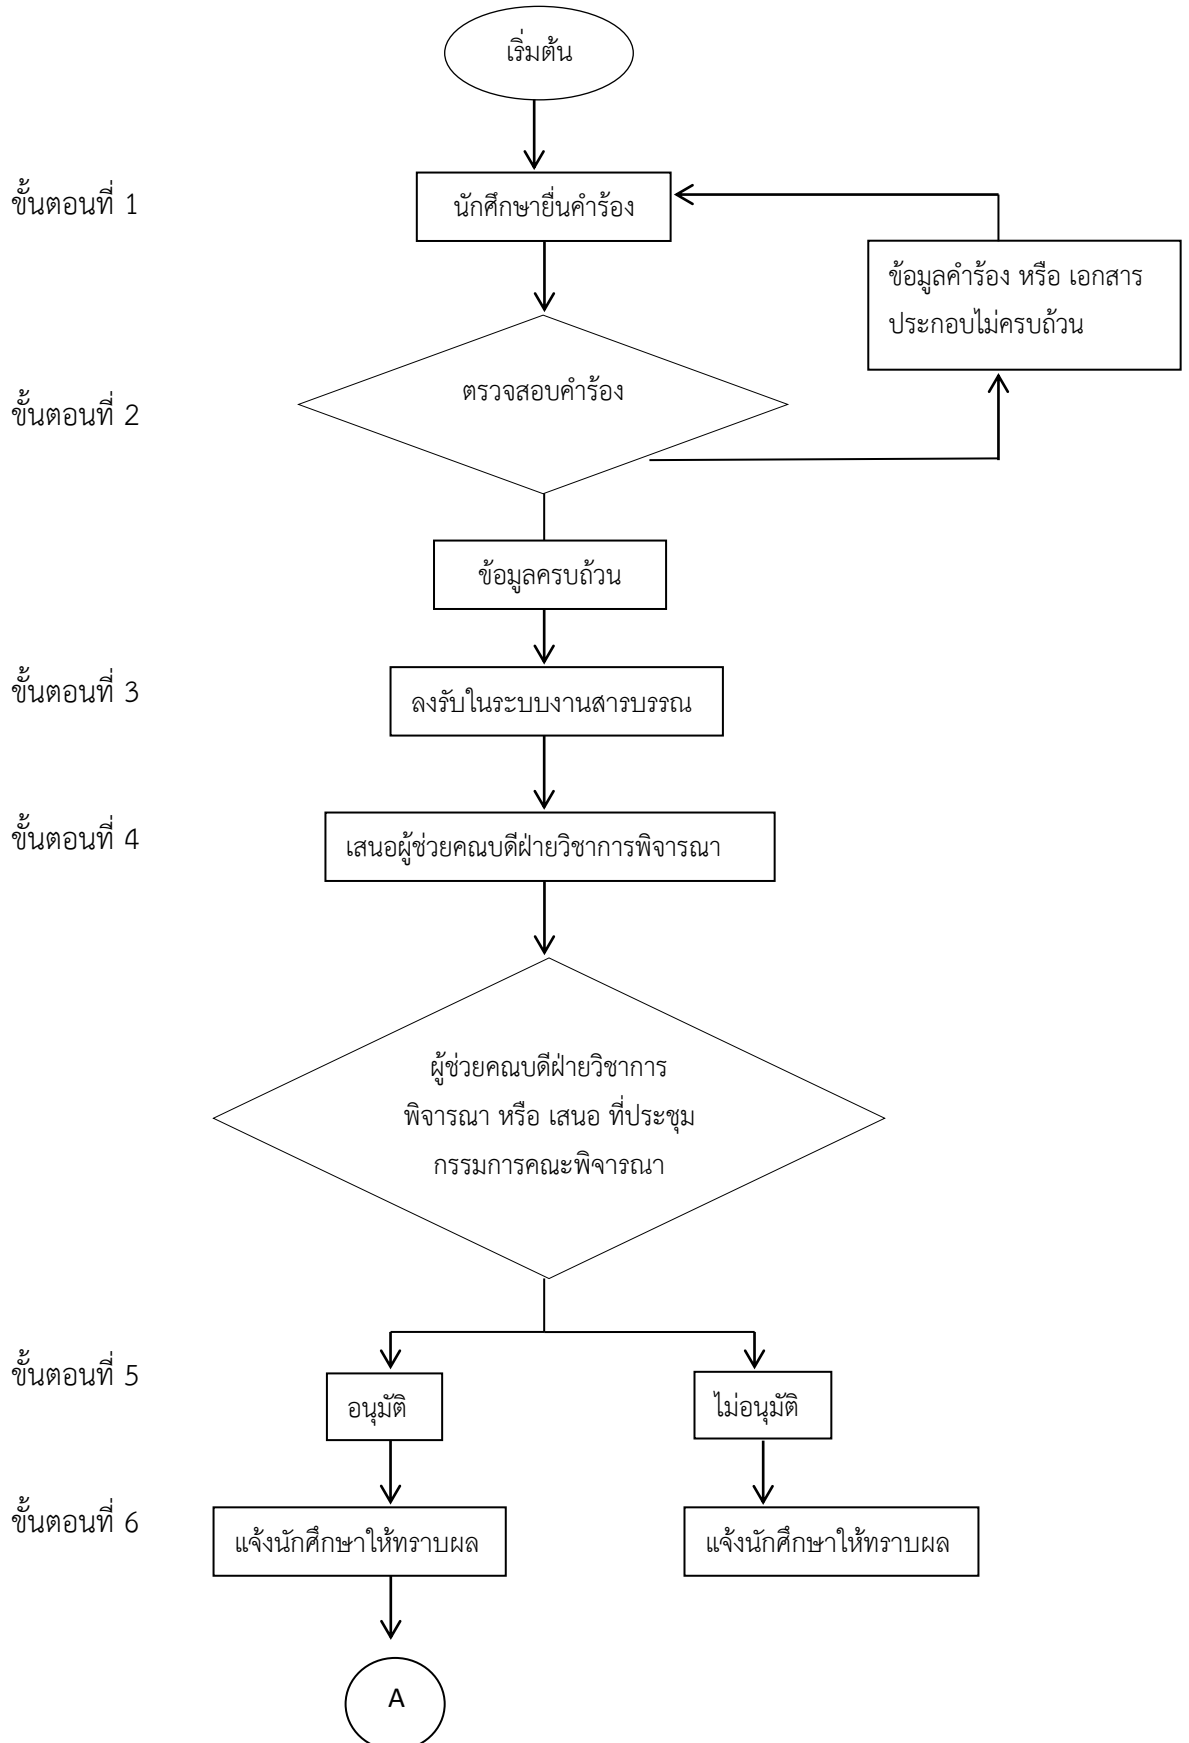 เริ่มต้น
ขั้นตอนที่ 1
นักศึกษายื่นคำร้อง
ข้อมูลคำร้อง หรือ เอกสาร
ประกอบไม่ครบถ้วน
ขั้นตอนที่ 2
ตรวจสอบคำร้อง
ข้อมูลครบถ้วน
ขั้นตอนที่ 3
ลงรับในระบบงานสารบรรณ
ขั้นตอนที่ 4
เสนอผู้ช่วยคณบดีฝ่ายวิชาการพิจารณา
ผู้ช่วยคณบดีฝ่ายวิชาการ
พิจารณา หรือ เสนอ ที่ประชุม
กรรมการคณะพิจารณา
ขั้นตอนที่ 5
อนุมัติ
ไม่อนุมัติ
ขั้นตอนที่ 6
แจ้งนักศึกษาให้ทราบผล
แจ้งนักศึกษาให้ทราบผล
A